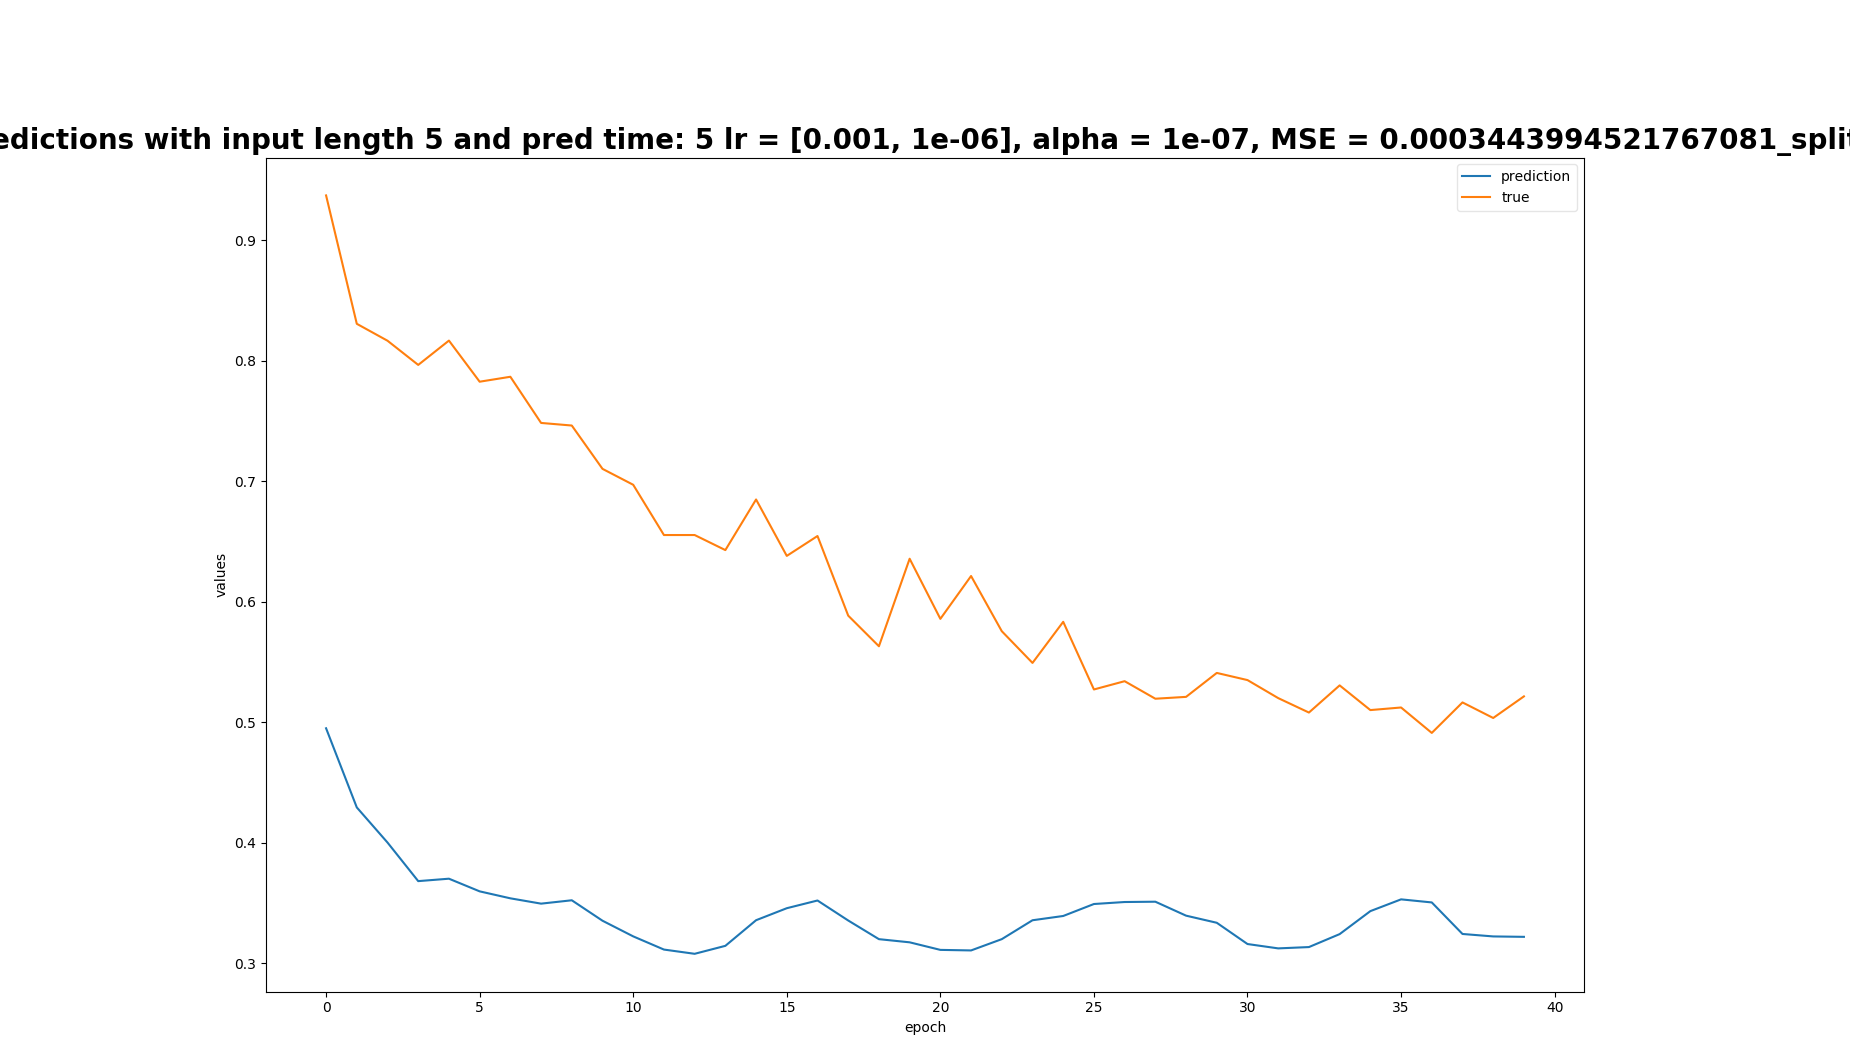 edictions with input length 5 and pred time: 5 lr = [0.001, 1e-06], alpha = 1e-07, MSE = 0.0003443994521767081_split
prediction
true
0.9
0.8
0.7
0.6
0.5
0.4
0.3
values
0 5 10 15 20 25 30 35 40
epoch